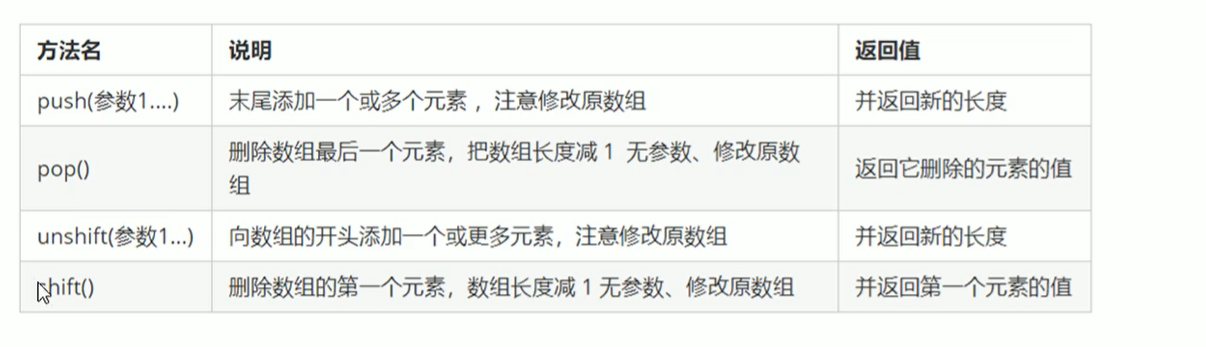 方法名 说明 返回值
push(参数1....) 末尾添加一个或多个元素，注意修改原数组 并返回新的长度
pop() 删除数组最后一个元素，把数组长度减 1 无参数、修改原数
组 返回它删除的元素的值
unshift(参数1...) 向数组的开头添加一个或更多元素，注意修改原数组 并返回新的长度
shift() 删除数组的第一个元素，数组长度减 1 无参数、修改原数组 并返回第一个元素的值